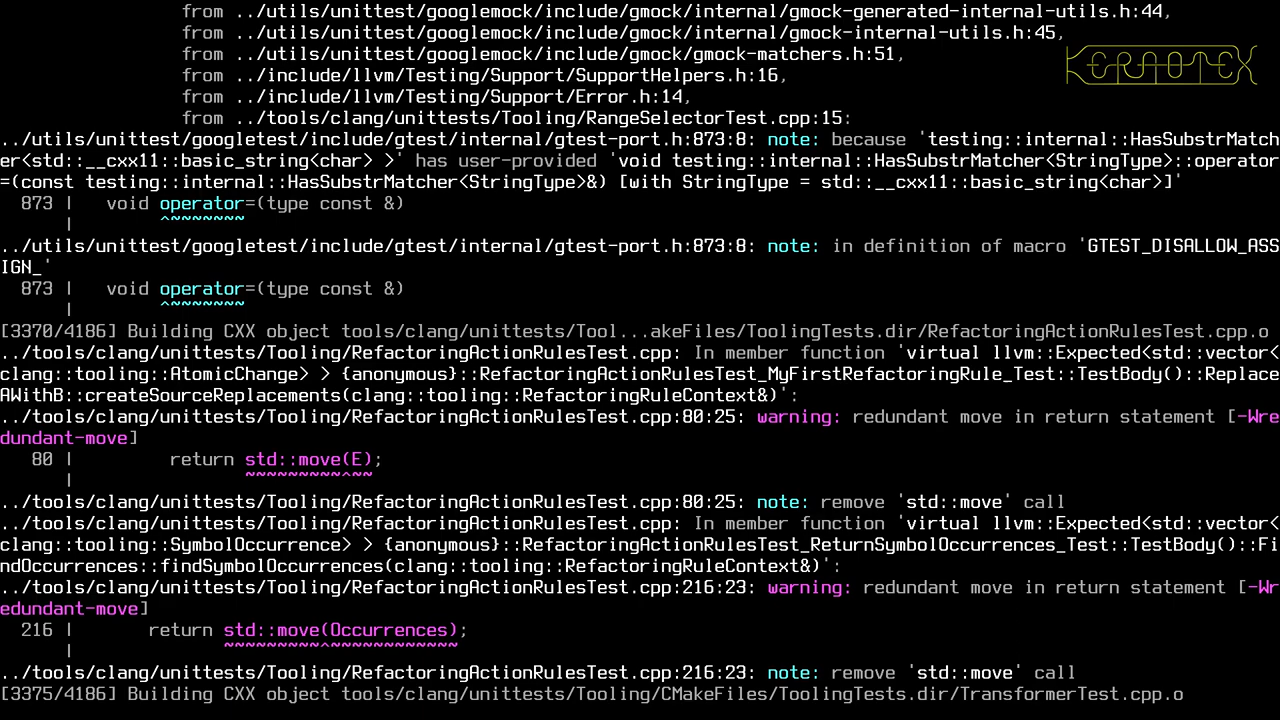 from ../utils/unittest/googlemock/include/gmock/internal/gmock-generated-internal-utils.h:44,
from ../utils/unittest/googlemock/include/gmock/internal/gmock-internal-utils.h:45,
from ../utils/unittest/googlemock/include/gmock/gmock-matchers.h:51,
KERAOTEX
from ../include/llvm/Testing/Support/SupportHelpers.h:16,
from ../include/llvm/Testing/Support/Error.h:14,
from ../tools/clang/unittests/Tooling/RangeSelectorTest.cpp:15:
../utils/unittest/googletest/include/gtest/internal/gtest-port.h:873:8: note: because 'testing::internal::HasSubstrMatch
er<std::__cxx11::basic_string<char> >' has user-provided 'void testing::internal::HasSubstrMatcher<StringType>::operator
=(const testing::internal::HasSubstrMatcher<StringType>&) [with StringType = std::__cxx11::basic_string<char>]'
873 |   void operator=(type const &)
|        ^~~~~~~~
../utils/unittest/googletest/include/gtest/internal/gtest-port.h:873:8: note: in definition of macro 'GTEST_DISALLOW_ASS
IGN_'
873 |   void operator=(type const &)
|        ^~~~~~~~
[3370/4186] Building CXX object tools/clang/unittests/Tool...akeFiles/ToolingTests.dir/RefactoringActionRulesTest.cpp.o
../tools/clang/unittests/Tooling/RefactoringActionRulesTest.cpp: In member function 'virtual llvm::Expected<std::vector<
clang::tooling::AtomicChange> > {anonymous}::RefactoringActionRulesTest_MyFirstRefactoringRule_Test::TestBody()::Replace
AWithB::createSourceReplacements(clang::tooling::RefactoringRuleContext&)':
../tools/clang/unittests/Tooling/RefactoringActionRulesTest.cpp:80:25: warning: redundant move in return statement [-Wre
dundant-move]
80 |         return std::move(E);
|                ~~~~~~~~~^~~
../tools/clang/unittests/Tooling/RefactoringActionRulesTest.cpp:80:25: note: remove 'std::move' call
../tools/clang/unittests/Tooling/RefactoringActionRulesTest.cpp: In member function 'virtual llvm::Expected<std::vector<
clang::tooling::SymbolOccurrence> > {anonymous}::RefactoringActionRulesTest_ReturnSymbolOccurrences_Test::TestBody()::Fi
ndOccurrences::findSymbolOccurrences(clang::tooling::RefactoringRuleContext&)':
../tools/clang/unittests/Tooling/RefactoringActionRulesTest.cpp:216:23: warning: redundant move in return statement [-Wr
edundant-move]
216 |       return std::move(Occurrences);
|              ~~~~~~~~~^~~~~~~~~~~~~
../tools/clang/unittests/Tooling/RefactoringActionRulesTest.cpp:216:23: note: remove 'std::move' call
[3375/4186] Building CXX object tools/clang/unittests/Tooling/CMakeFiles/ToolingTests.dir/TransformerTest.cpp.o